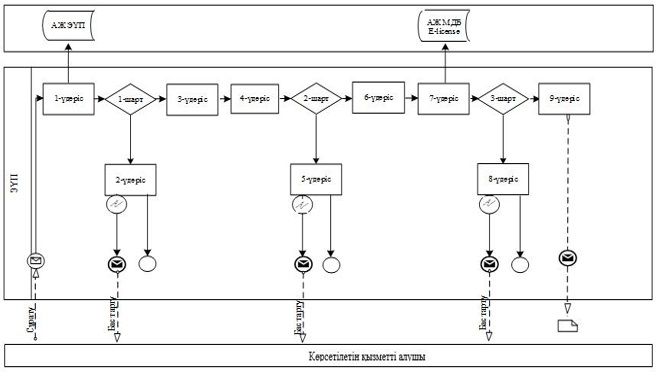 АЖ ЭҮП
АЖ МДБ
E-license
1-үдеріс
1-шарт
3-үдеріс
4-үдеріс
2-шарт
6-үдеріс
7-үдеріс
3-шарт
9-үдеріс
2-үдеріс
5-үдеріс
8-үдеріс
ЭҮП
Сұрату
Бас тарту
Бас тарту
Бас тарту
Көрсетілетін қызметті алушы